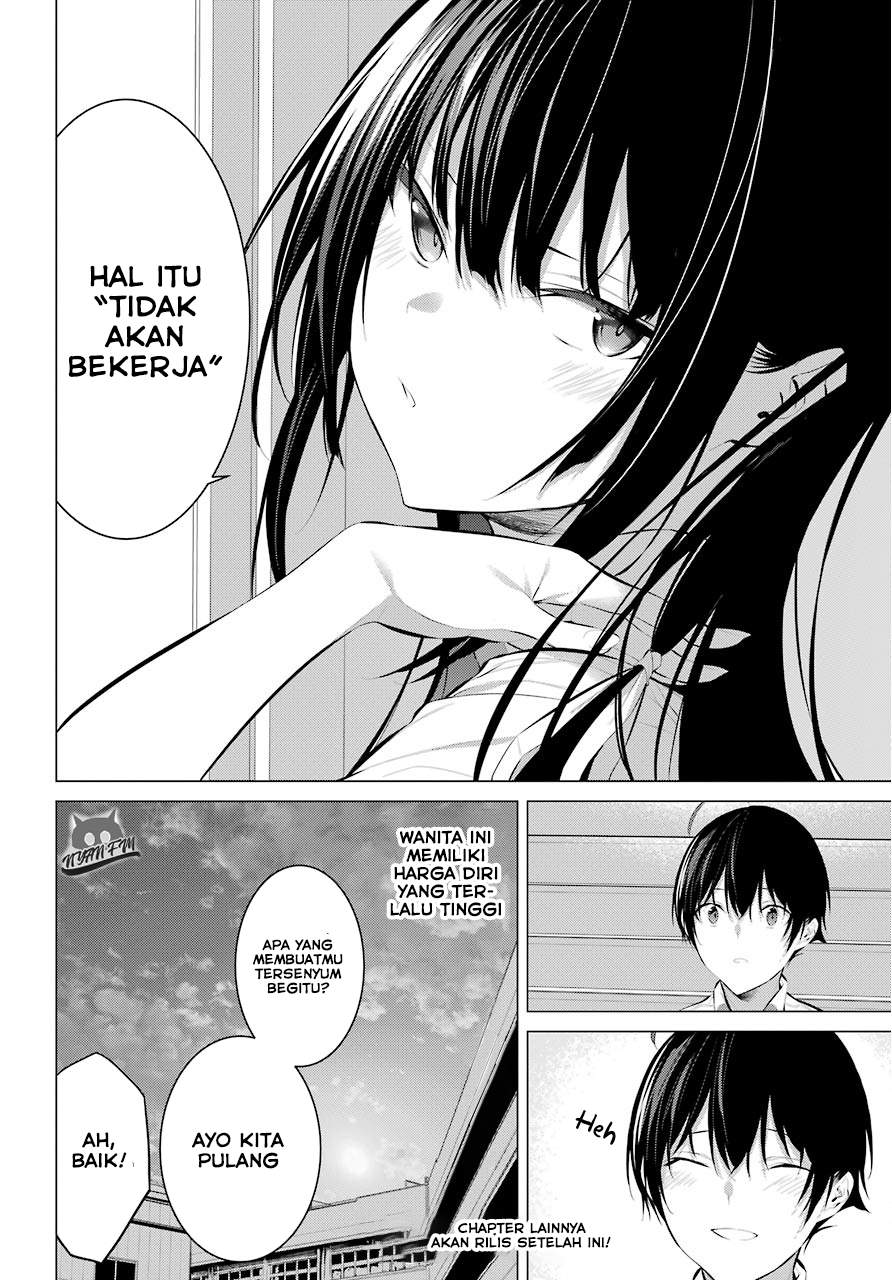 HAL ITU
"TIDAK
AKAN
BEKERJA"
Heh
WANITA INI
MEMILIKI
HARGA DIRI
YANG TER-
LALU TINGGI
APA YANG
MEMBUATMU
TERSENYUM
BEGITU?
AYO KITA
PULANG
AH,
BAIK!
CHAPTER LAINNYA
AKAN RILIS SETELAH INI!
NYAN FM